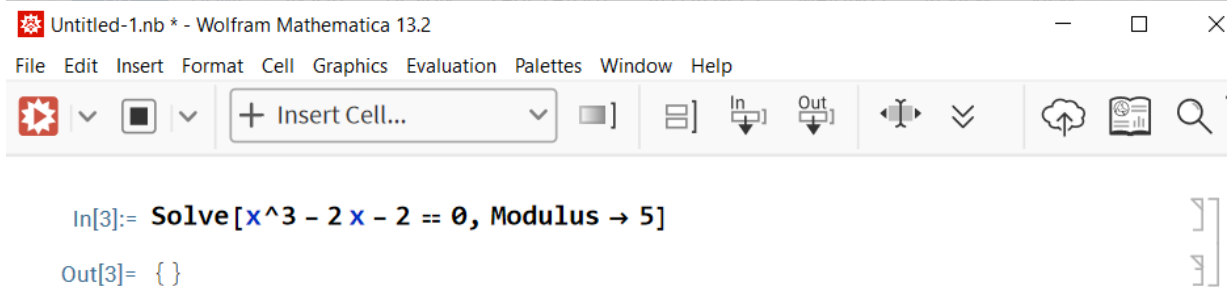 Untitled-1.nb * - Wolfram Mathematica 13.2
File Edit Insert Format Cell Graphics Evaluation Palettes Window Help
+ Insert Cell... In Out
In[3]:= Solve[x^3 - 2 x - 2 == 0, Modulus → 5]
Out[3]= { }